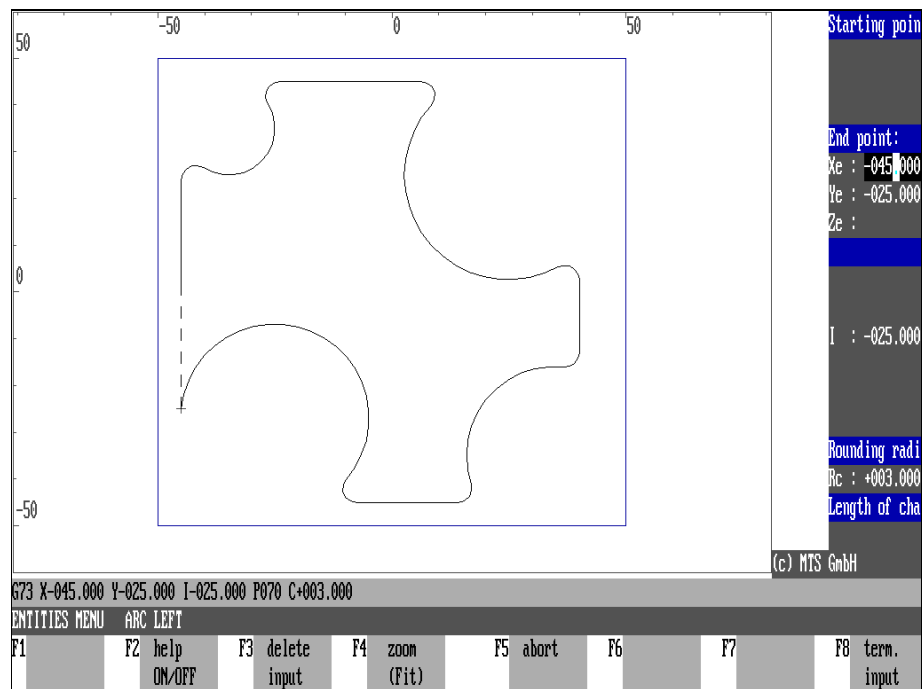 -50 0 50
50
0
-50
Starting poin
End point:
Xe : -045.000
Ye : -025.000
Ze :
I : -025.000
Rounding radi
Rc : +003.000
Length of cha
(c) MTS GmbH
G73 X-045.000 Y-025.000 I-025.000 P070 C+003.000
ENTITIES MENU ARC LEFT
F1 F2 help F3 delete F4 zoom F5 abort F6 F7 F8 term.
ON/OFF input (Fit) input